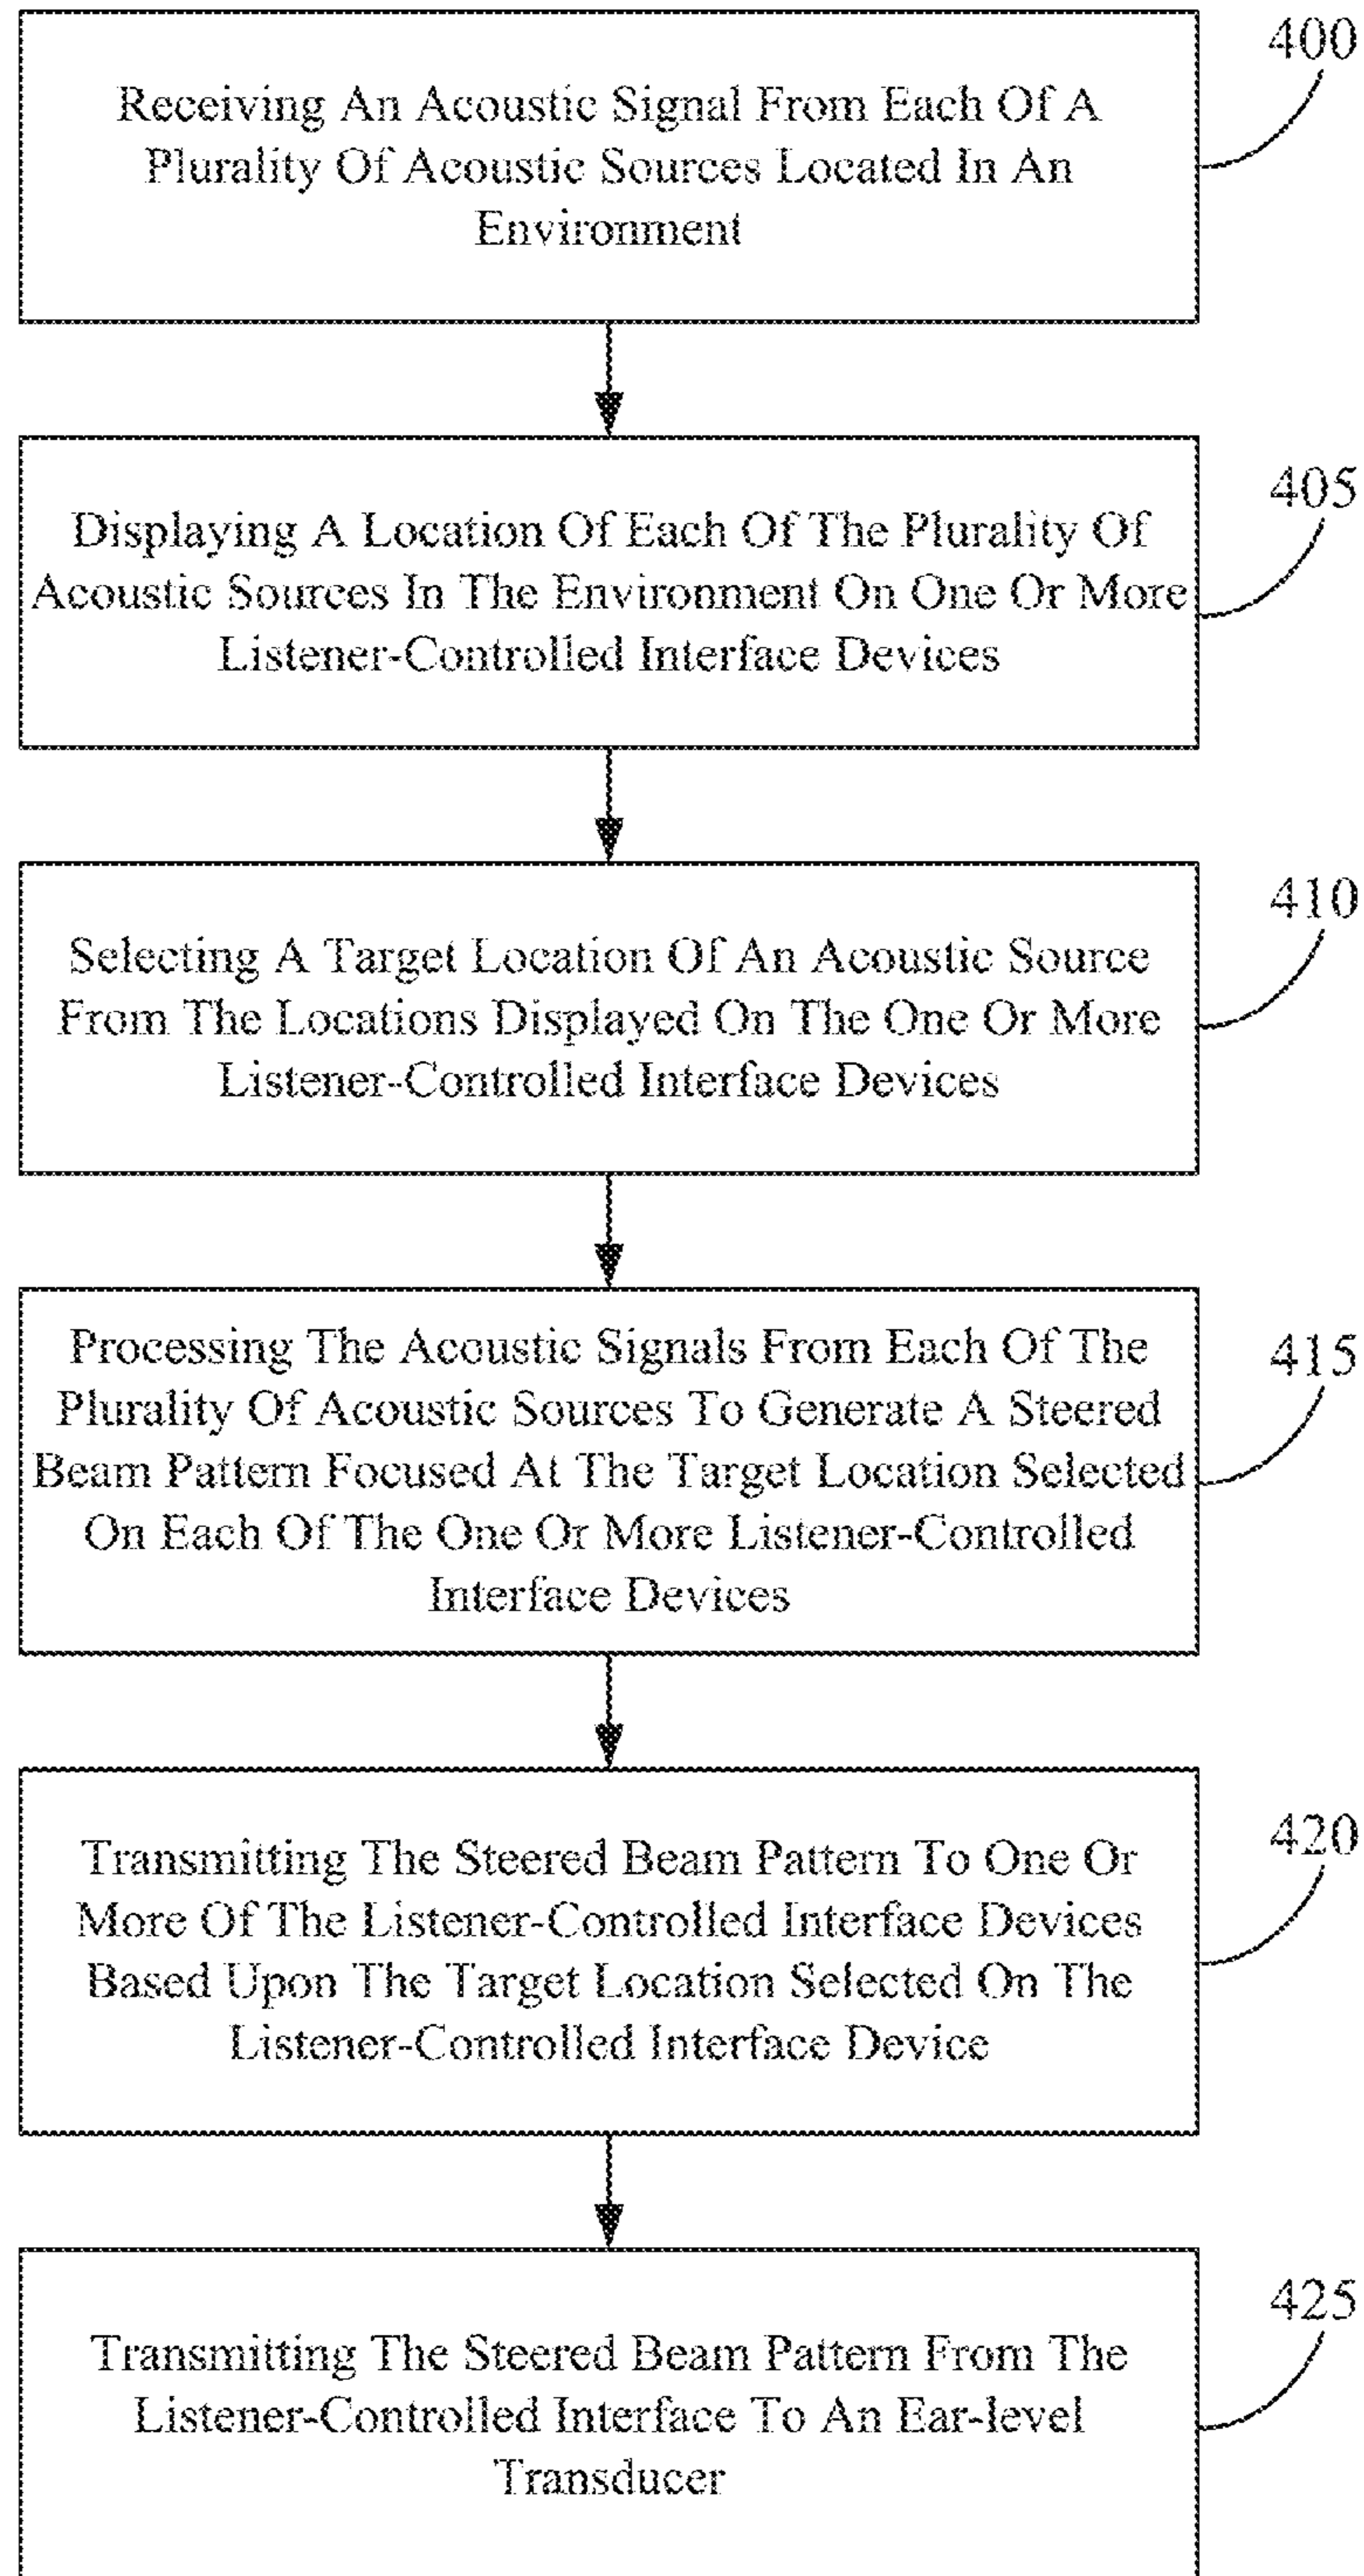 400
Receiving An Acoustic Signal From Each Of A
Plurality Of Acoustic Sources Located In An
Environment
405
Displaying A Location Of Each Of The Plurality Of
Acoustic Sources In The Environment On One Or More
Listener-Controlled Interface Devices
410
Selecting A Target Location Of An Acoustic Source
From The Locations Displayed On The One Or More
Listener-Controlled Interface Devices
415
Processing The Acoustic Signals From Each Of The
Plurality Of Acoustic Sources To Generate A Steered
Beam Pattern Focused At The Target Location Selected
On Each Of The One Or More Listener-Controlled
Interface Devices
420
Transmitting The Steered Beam Pattern To One Or
More Of The Listener-Controlled Interface Devices
Based Upon The Target Location Selected On The
Listener-Controlled Interface Device
425
Transmitting The Steered Beam Pattern From The
Listener-Controlled Interface To An Ear-level
Transducer